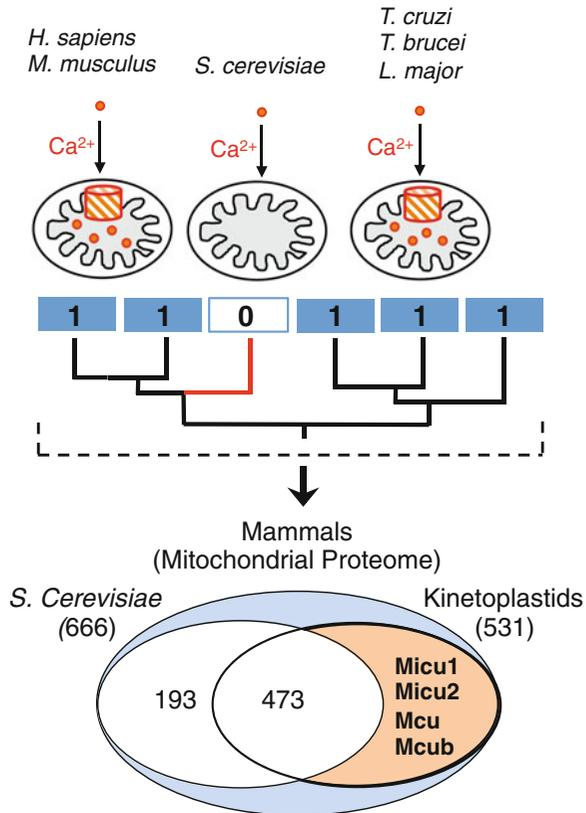 H. sapiens
M. musculus
S. cerevisiae
T. cruzi
T. brucei
L. major
Ca²⁺
Ca²⁺
Ca²⁺
1 1 0 1 1 1
Mammals
(Mitochondrial Proteome)
S. Cerevisiae
(666)
Kinetoplastids
(531)
193
473
Micu1
Micu2
Mcu
Mcub